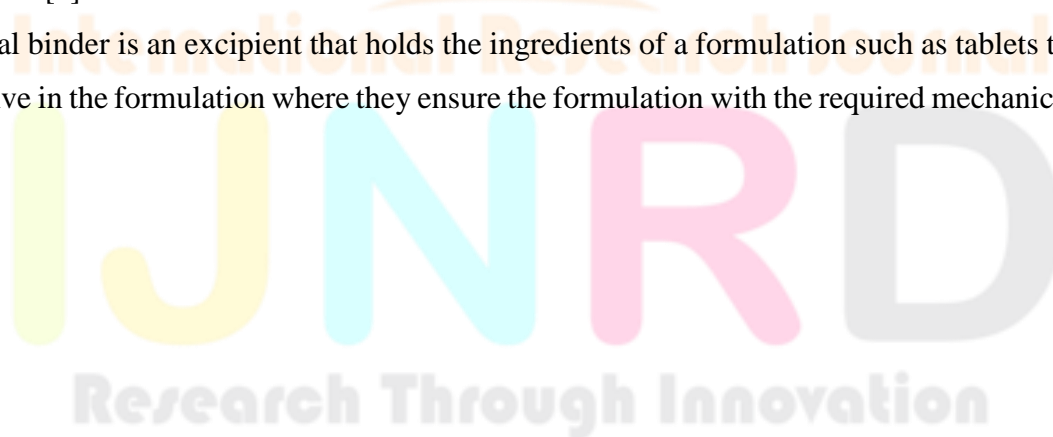 International Research Journal
al binder is an excipient that holds the ingredients of a formulation such as tablets t
ve in the formulation where they ensure the formulation with the required mechanic
IJNRD
Research Through Innovation